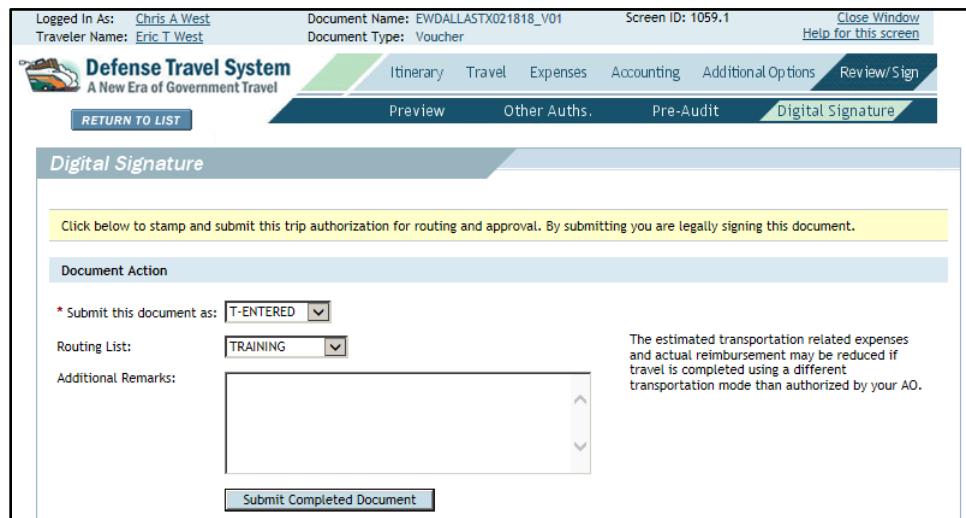 Logged In As: Chris A West Document Name: EWDALLASTX021818_V01 Screen ID: 1059.1 Close Window
Traveler Name: Eric T West Document Type: Voucher Help for this screen
Defense Travel System
A New Era of Government Travel
Itinerary Travel Expenses Accounting Additional Options Review/Sign
RETURN TO LIST
Preview Other Auths. Pre-Audit Digital Signature
Digital Signature
Click below to stamp and submit this trip authorization for routing and approval. By submitting you are legally signing this document.
Document Action
* Submit this document as: T-ENTERED
Routing List: TRAINING
Additional Remarks:
The estimated transportation related expenses
and actual reimbursement may be reduced if
travel is completed using a different
transportation mode than authorized by your AO.
Submit Completed Document